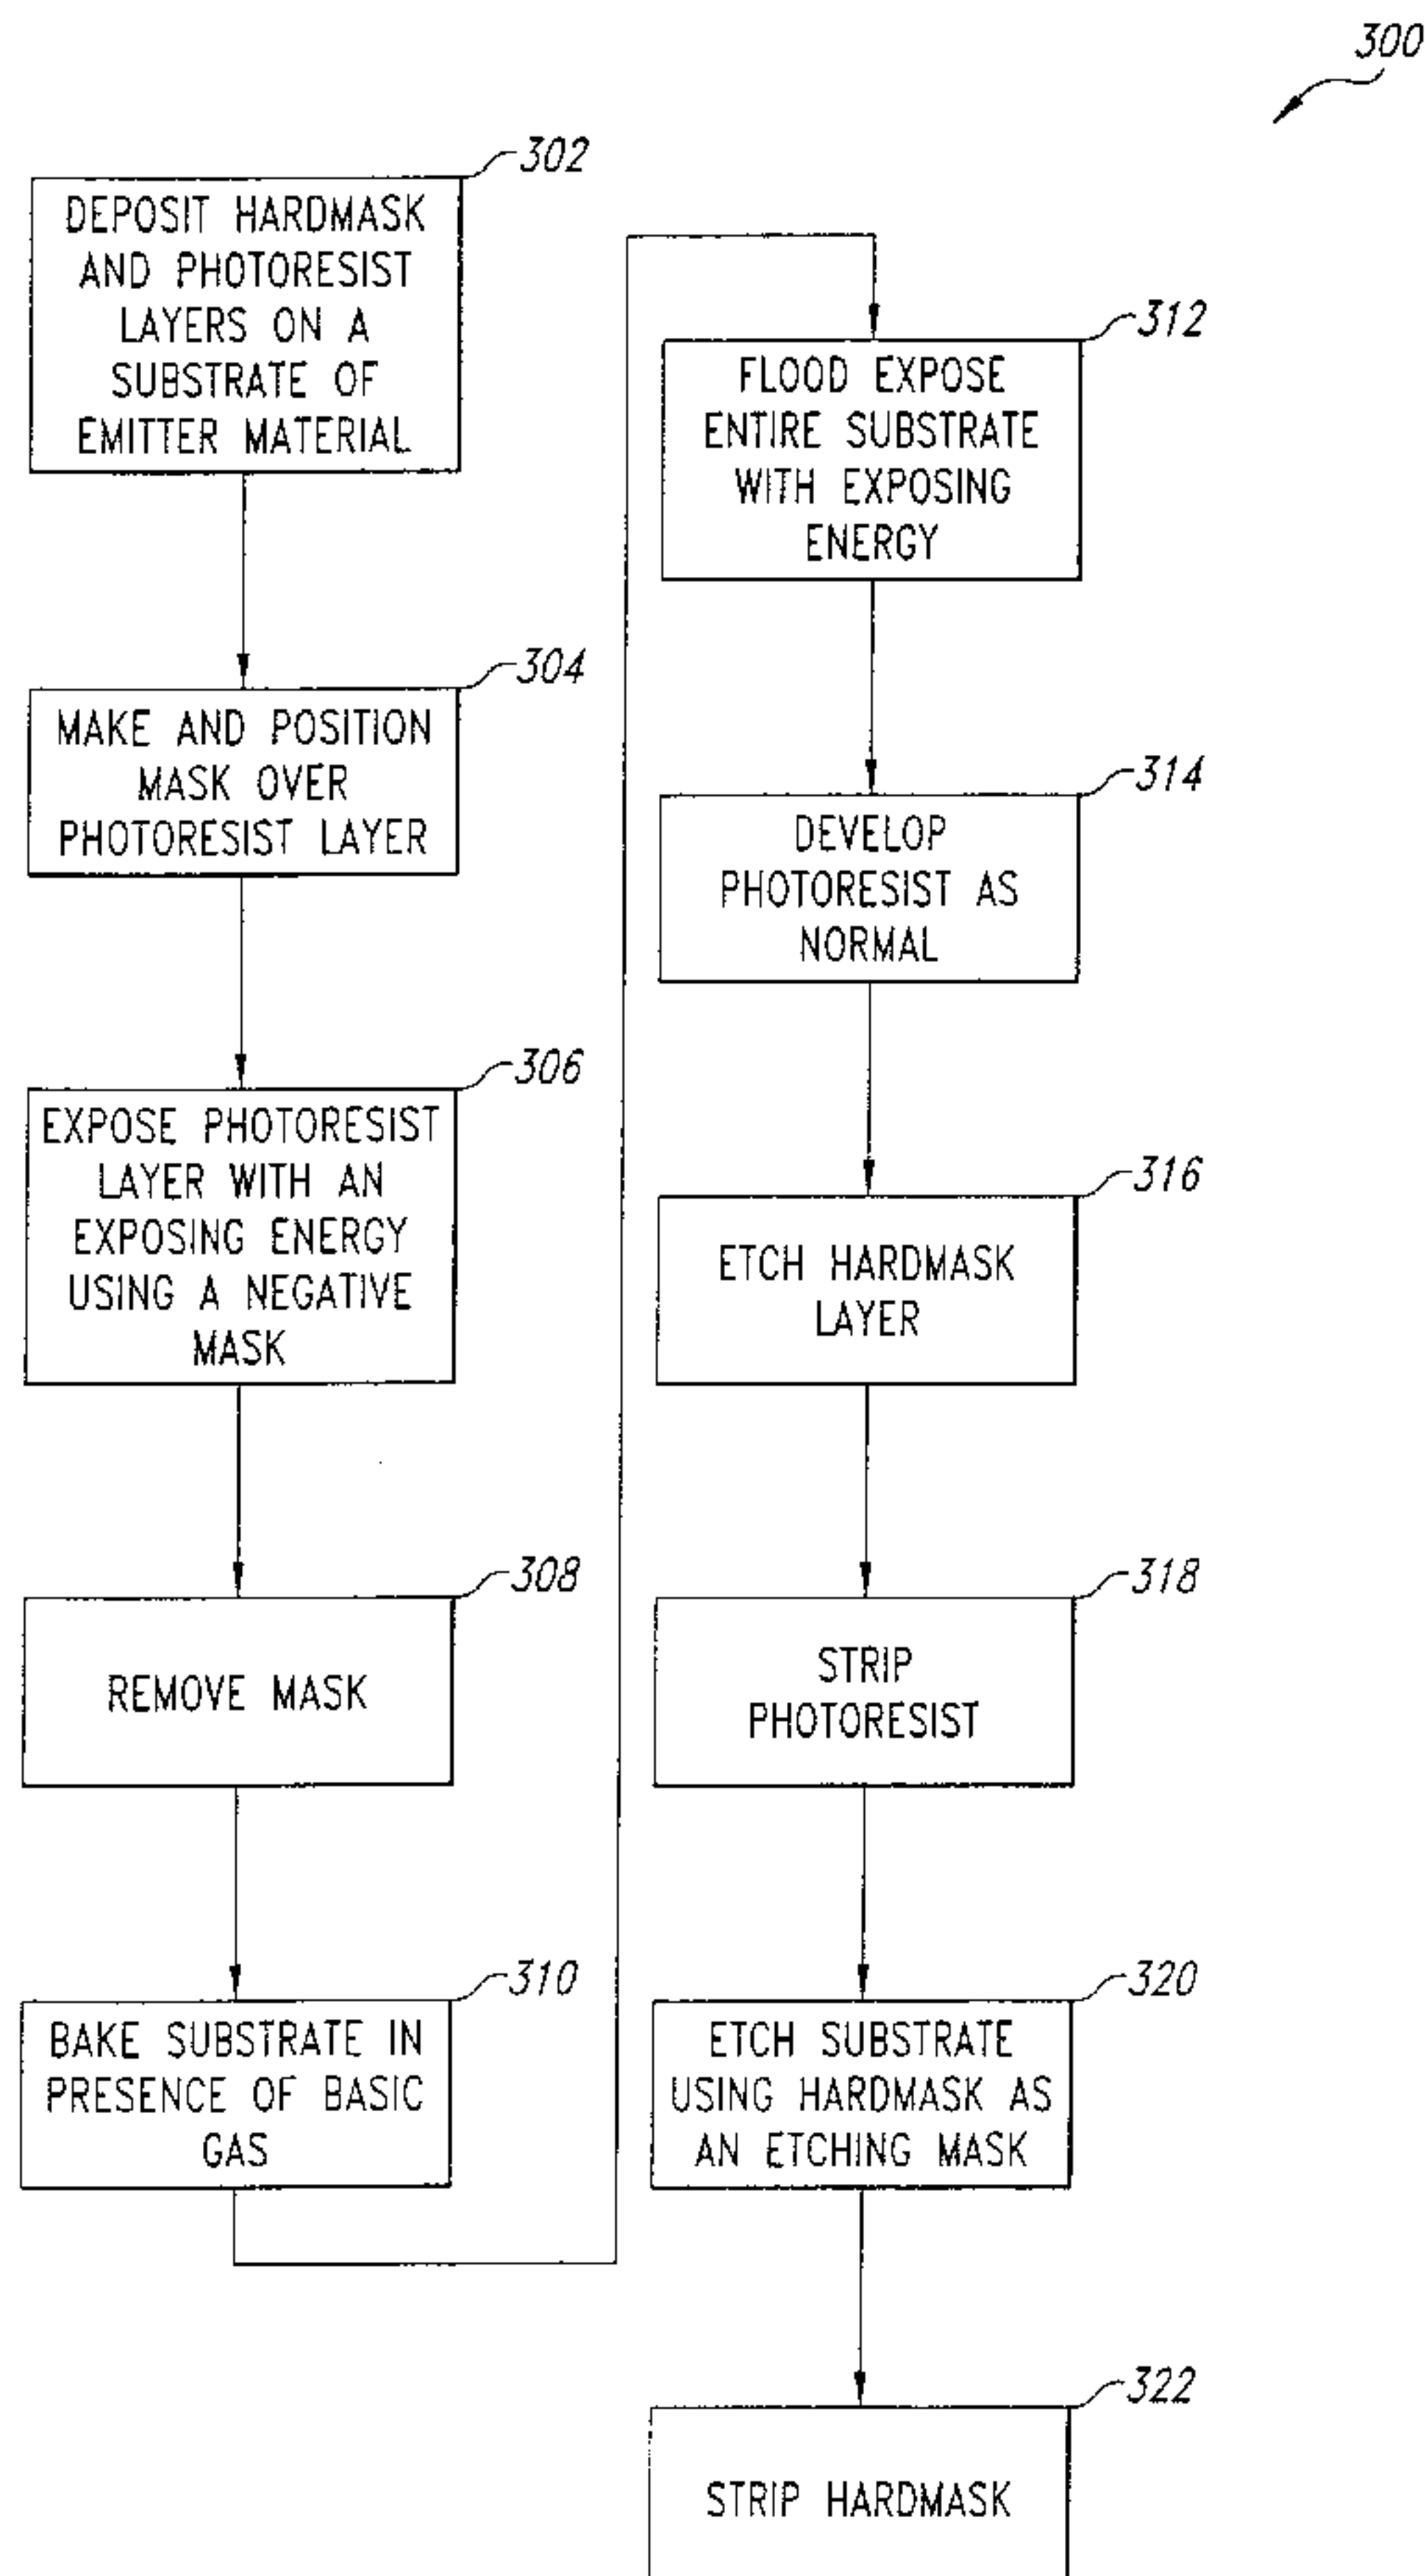 300
302
DEPOSIT HARDMASK
AND PHOTORESIST
LAYERS ON A
SUBSTRATE OF
EMITTER MATERIAL
304
MAKE AND POSITION
MASK OVER
PHOTORESIST LAYER
306
EXPOSE PHOTORESIST
LAYER WITH AN
EXPOSING ENERGY
USING A NEGATIVE
MASK
308
REMOVE MASK
310
BAKE SUBSTRATE IN
PRESENCE OF BASIC
GAS
312
FLOOD EXPOSE
ENTIRE SUBSTRATE
WITH EXPOSING
ENERGY
314
DEVELOP
PHOTORESIST AS
NORMAL
316
ETCH HARDMASK
LAYER
318
STRIP
PHOTORESIST
320
ETCH SUBSTRATE
USING HARDMASK AS
AN ETCHING MASK
322
STRIP HARDMASK